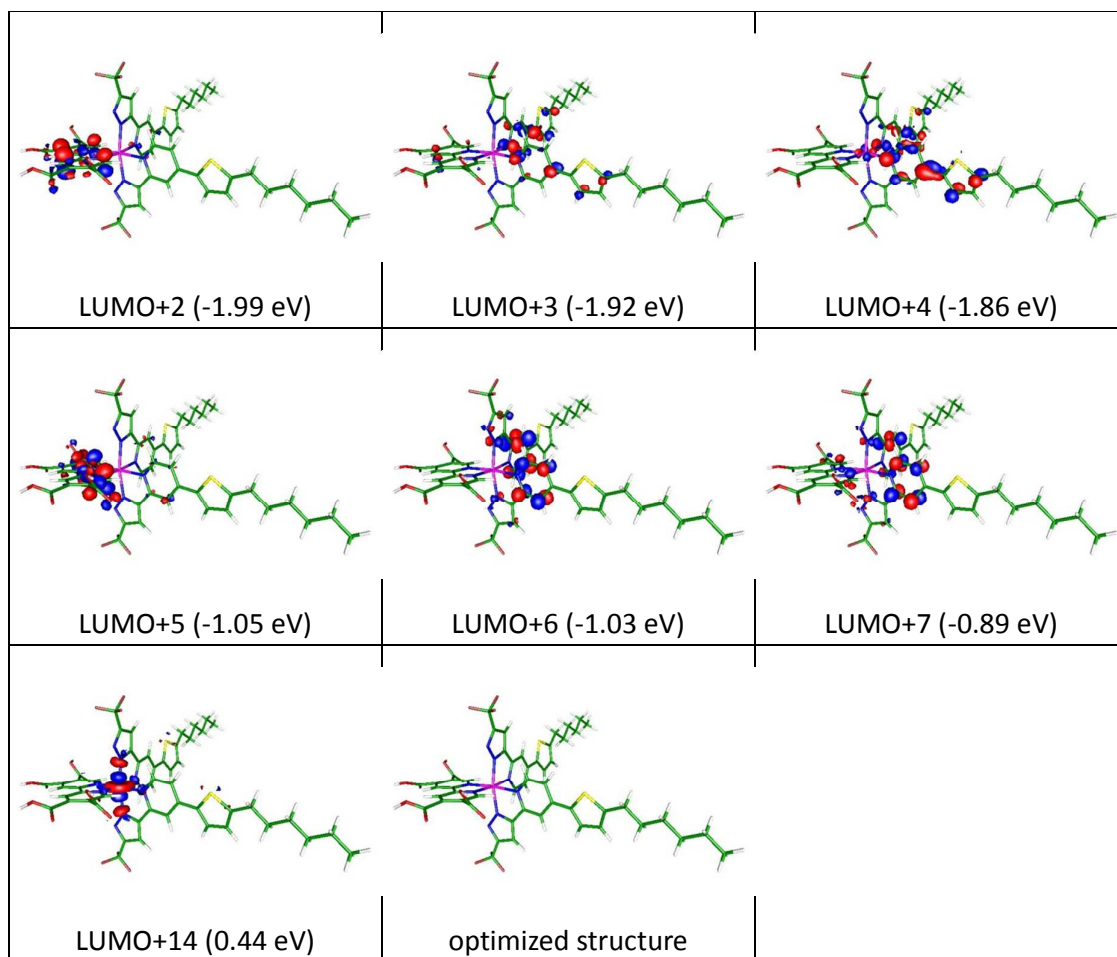 LUMO+2 (-1.99 eV)
LUMO+3 (-1.92 eV)
LUMO+4 (-1.86 eV)
LUMO+5 (-1.05 eV)
LUMO+6 (-1.03 eV)
LUMO+7 (-0.89 eV)
LUMO+14 (0.44 eV)
optimized structure